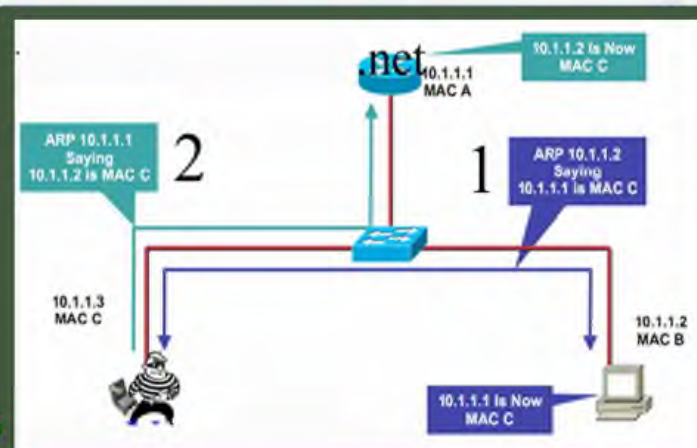 10.1.1.2 Is Now
MAC C
.net
10.1.1.1
MAC A
ARP 10.1.1.1
Saying
10.1.1.2 is MAC C
2
1
ARP 10.1.1.2
Saying
10.1.1.1 is MAC C
10.1.1.3
MAC C
10.1.1.2
MAC B
10.1.1.1 Is Now
MAC C